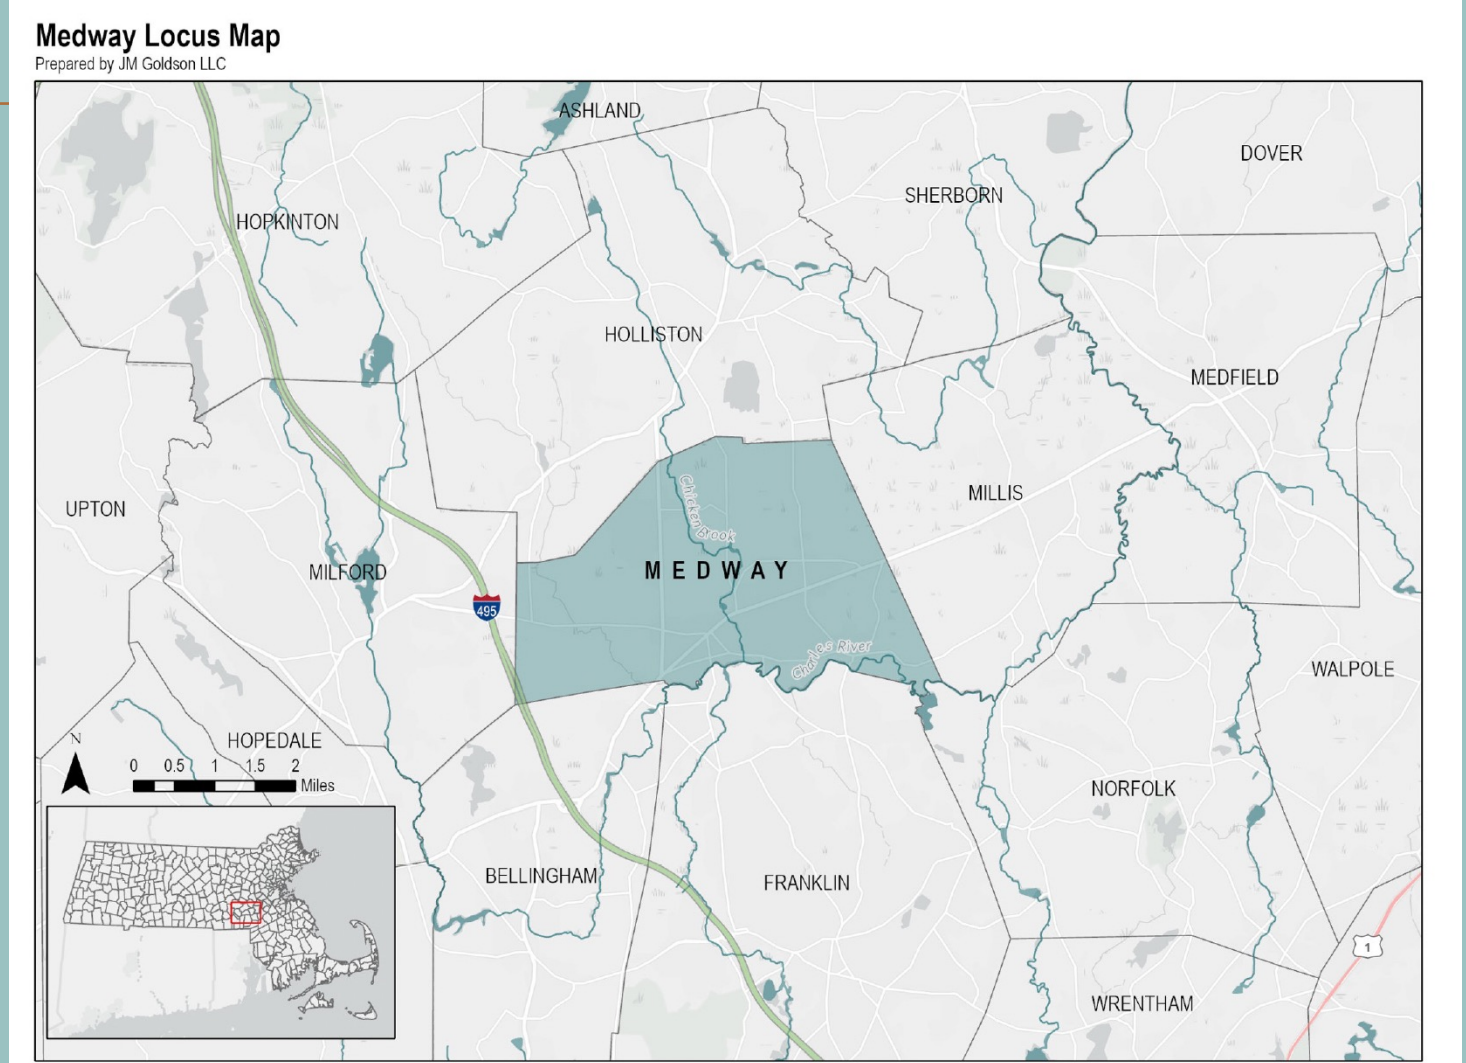 Medway Locus Map
Prepared by JM Goldson LLC
ASHLAND
DOVER
SHERBORN
HOPKINTON
HOLLISTON
MEDFIELD
Chicken Brook
MILLIS
UPTON
MEDWAY
MILFORD
495
Charles River
WALPOLE
HOPEDALE
N
0 0.5 1 1.5 2
Miles
NORFOLK
BELLINGHAM
FRANKLIN
1
WRENTHAM